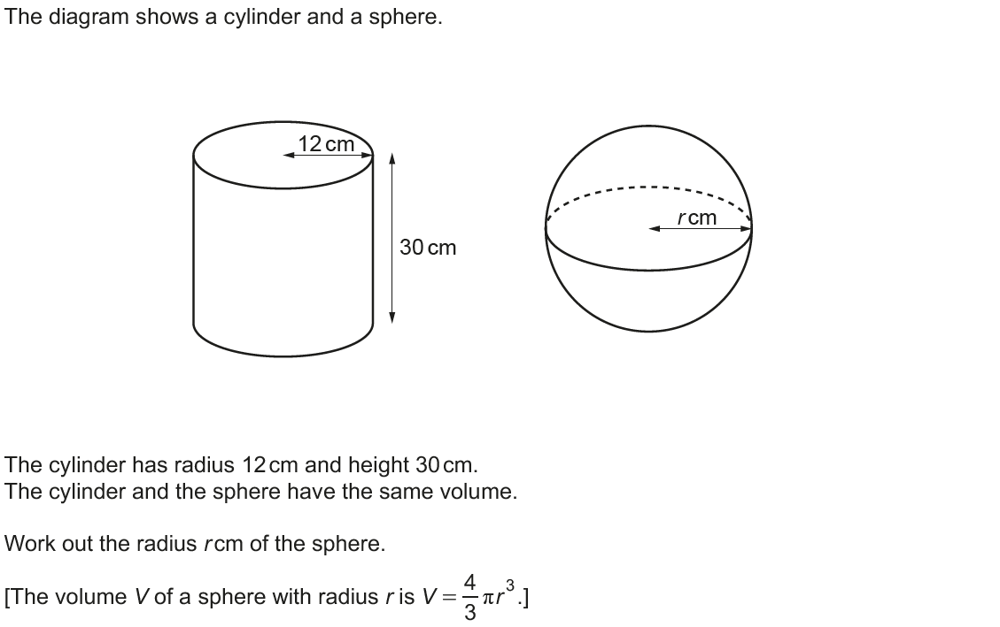 The diagram shows a cylinder and a sphere.
12 cm
30 cm
r cm
The cylinder has radius 12 cm and height 30 cm.
The cylinder and the sphere have the same volume.
Work out the radius r cm of the sphere.
[The volume V of a sphere with radius r is V = 4/3 πr³.]